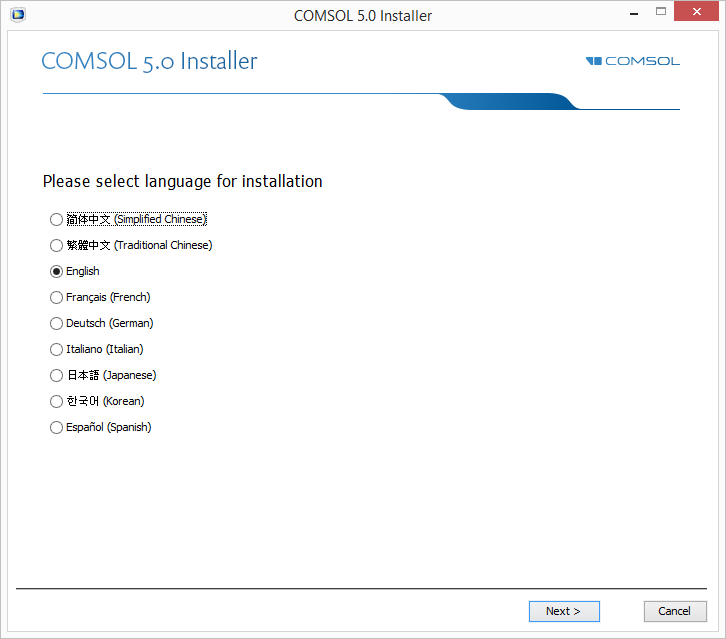 COMSOL 5.0 Installer
COMSOL 5.0 Installer
COMSOL
Please select language for installation
简体中文 (Simplified Chinese)
繁體中文 (Traditional Chinese)
English
Français (French)
Deutsch (German)
Italiano (Italian)
日本語 (Japanese)
한국어 (Korean)
Español (Spanish)
Next >
Cancel